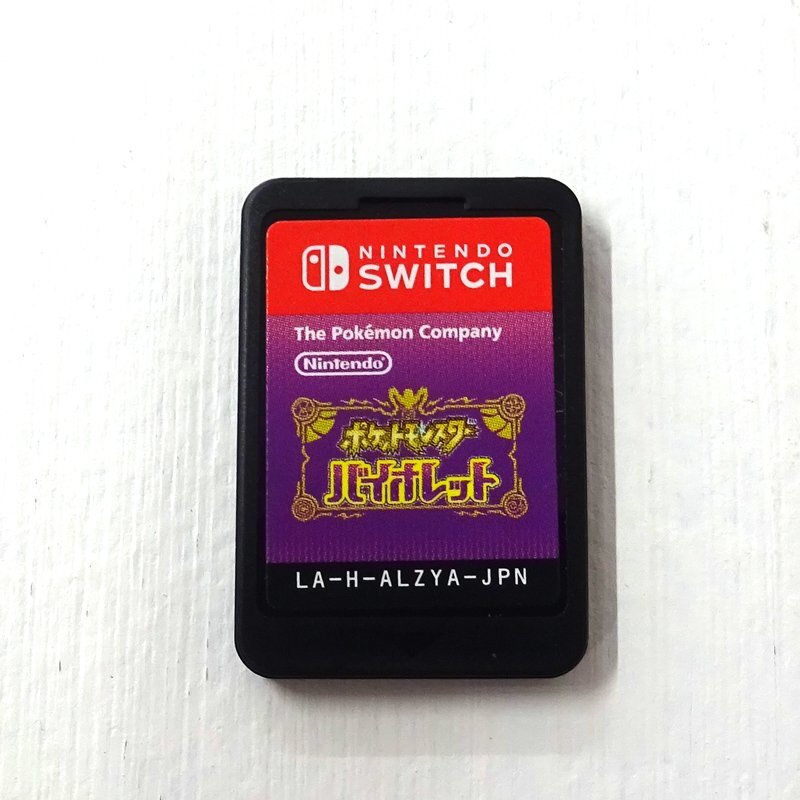 NINTENDO
SWITCH
The Pokémon Company
Nintendo
ポケットモンスター
バイオレット
LA-H-ALZYA-JPN